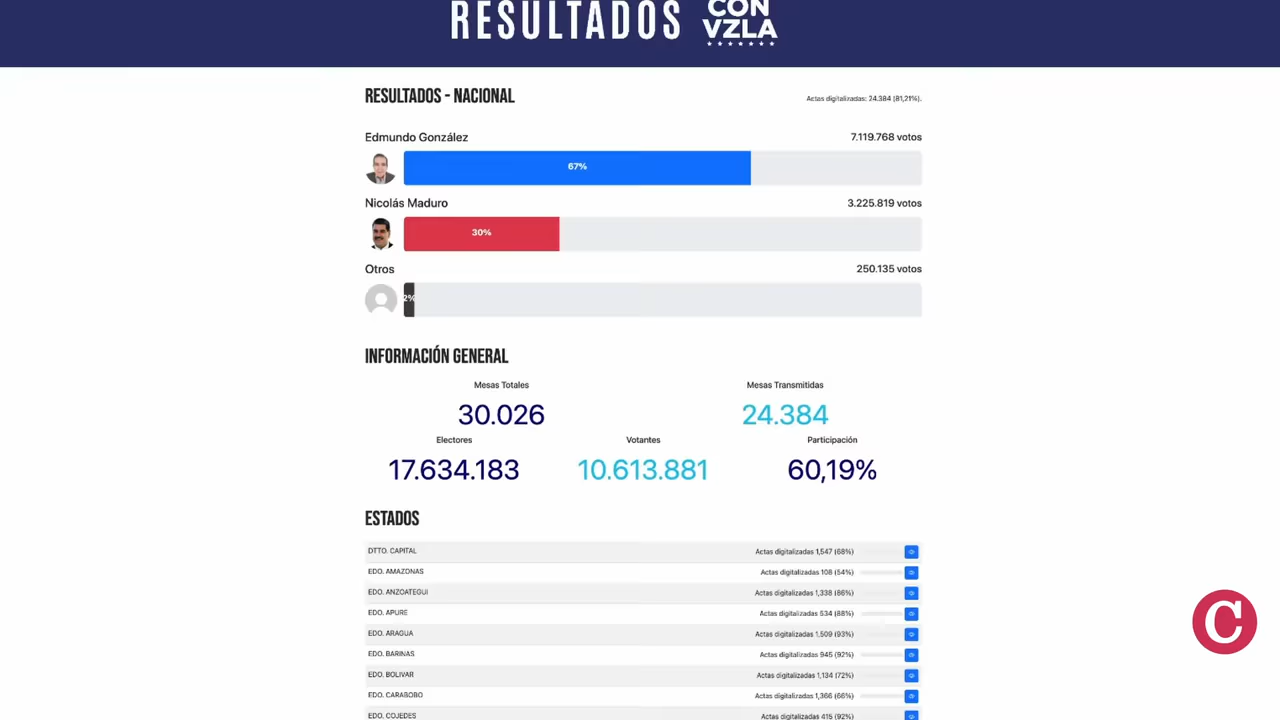 RESULTADOS
CON
VZLA
RESULTADOS - NACIONAL
Actas digitalizadas: 24.384 (81,21%).
Edmundo González
7.119.768 votos
67%
Nicolás Maduro
3.225.819 votos
30%
Otros
250.135 votos
2%
INFORMACIÓN GENERAL
Mesas Totales
Mesas Transmitidas
30.026
24.384
Electores
Votantes
Participación
17.634.183
10.613.881
60,19%
ESTADOS
DTTO. CAPITAL
Actas digitalizadas 1,547 (68%)
EDO. AMAZONAS
Actas digitalizadas 108 (54%)
EDO. ANZOATEGUI
Actas digitalizadas 1,338 (86%)
EDO. APURE
Actas digitalizadas 534 (88%)
EDO. ARAGUA
Actas digitalizadas 1,509 (93%)
EDO. BARINAS
Actas digitalizadas 945 (92%)
EDO. BOLIVAR
Actas digitalizadas 1,134 (72%)
EDO. CARABOBO
Actas digitalizadas 1,366 (66%)
EDO. COJEDES
Actas digitalizadas 415 (92%)
C